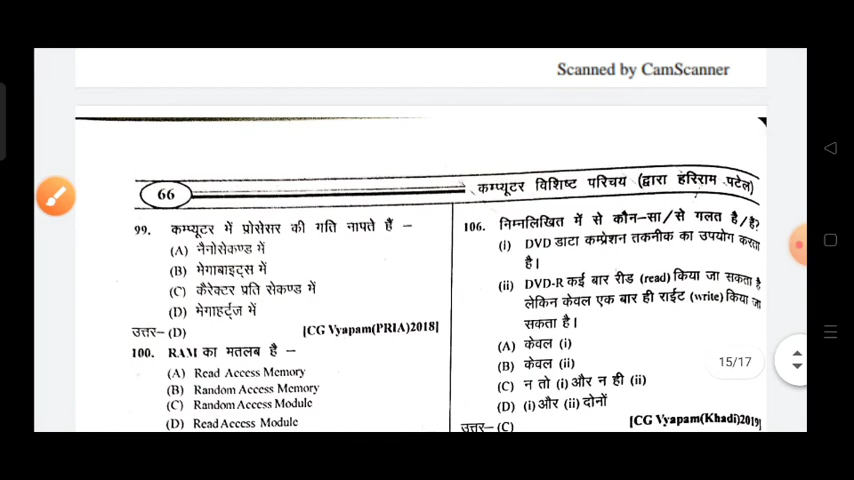 Scanned by CamScanner
66
कम्प्यूटर विशिष्ट परिचय (द्वारा हरिराम पटेल)
99. कम्प्यूटर में प्रोसेसर की गति नापते हैं –
(A) नैनोसेकण्ड में
(B) मेगाबाइट्स में
(C) कैरेक्टर प्रति सेकण्ड में
(D) मेगाहर्ट्ज में
उत्तर– (D) [CG Vyapam(PRIA)2018]
100. RAM का मतलब है –
(A) Read Access Memory
(B) Random Access Memory
(C) Random Access Module
(D) Read Access Module
106. निम्नलिखित में से कौन-सा/से गलत है/है?
(i) DVD डाटा कम्प्रेशन तकनीक का उपयोग करता
है।
(ii) DVD-R कई बार रीड (read) किया जा सकता है
लेकिन केवल एक बार ही राईट (write) किया जा
सकता है।
(A) केवल (i)
(B) केवल (ii)
(C) न तो (i) और न ही (ii)
(D) (i) और (ii) दोनों
उत्तर– (C) [CG Vyapam(Khadi)2019]
15/17